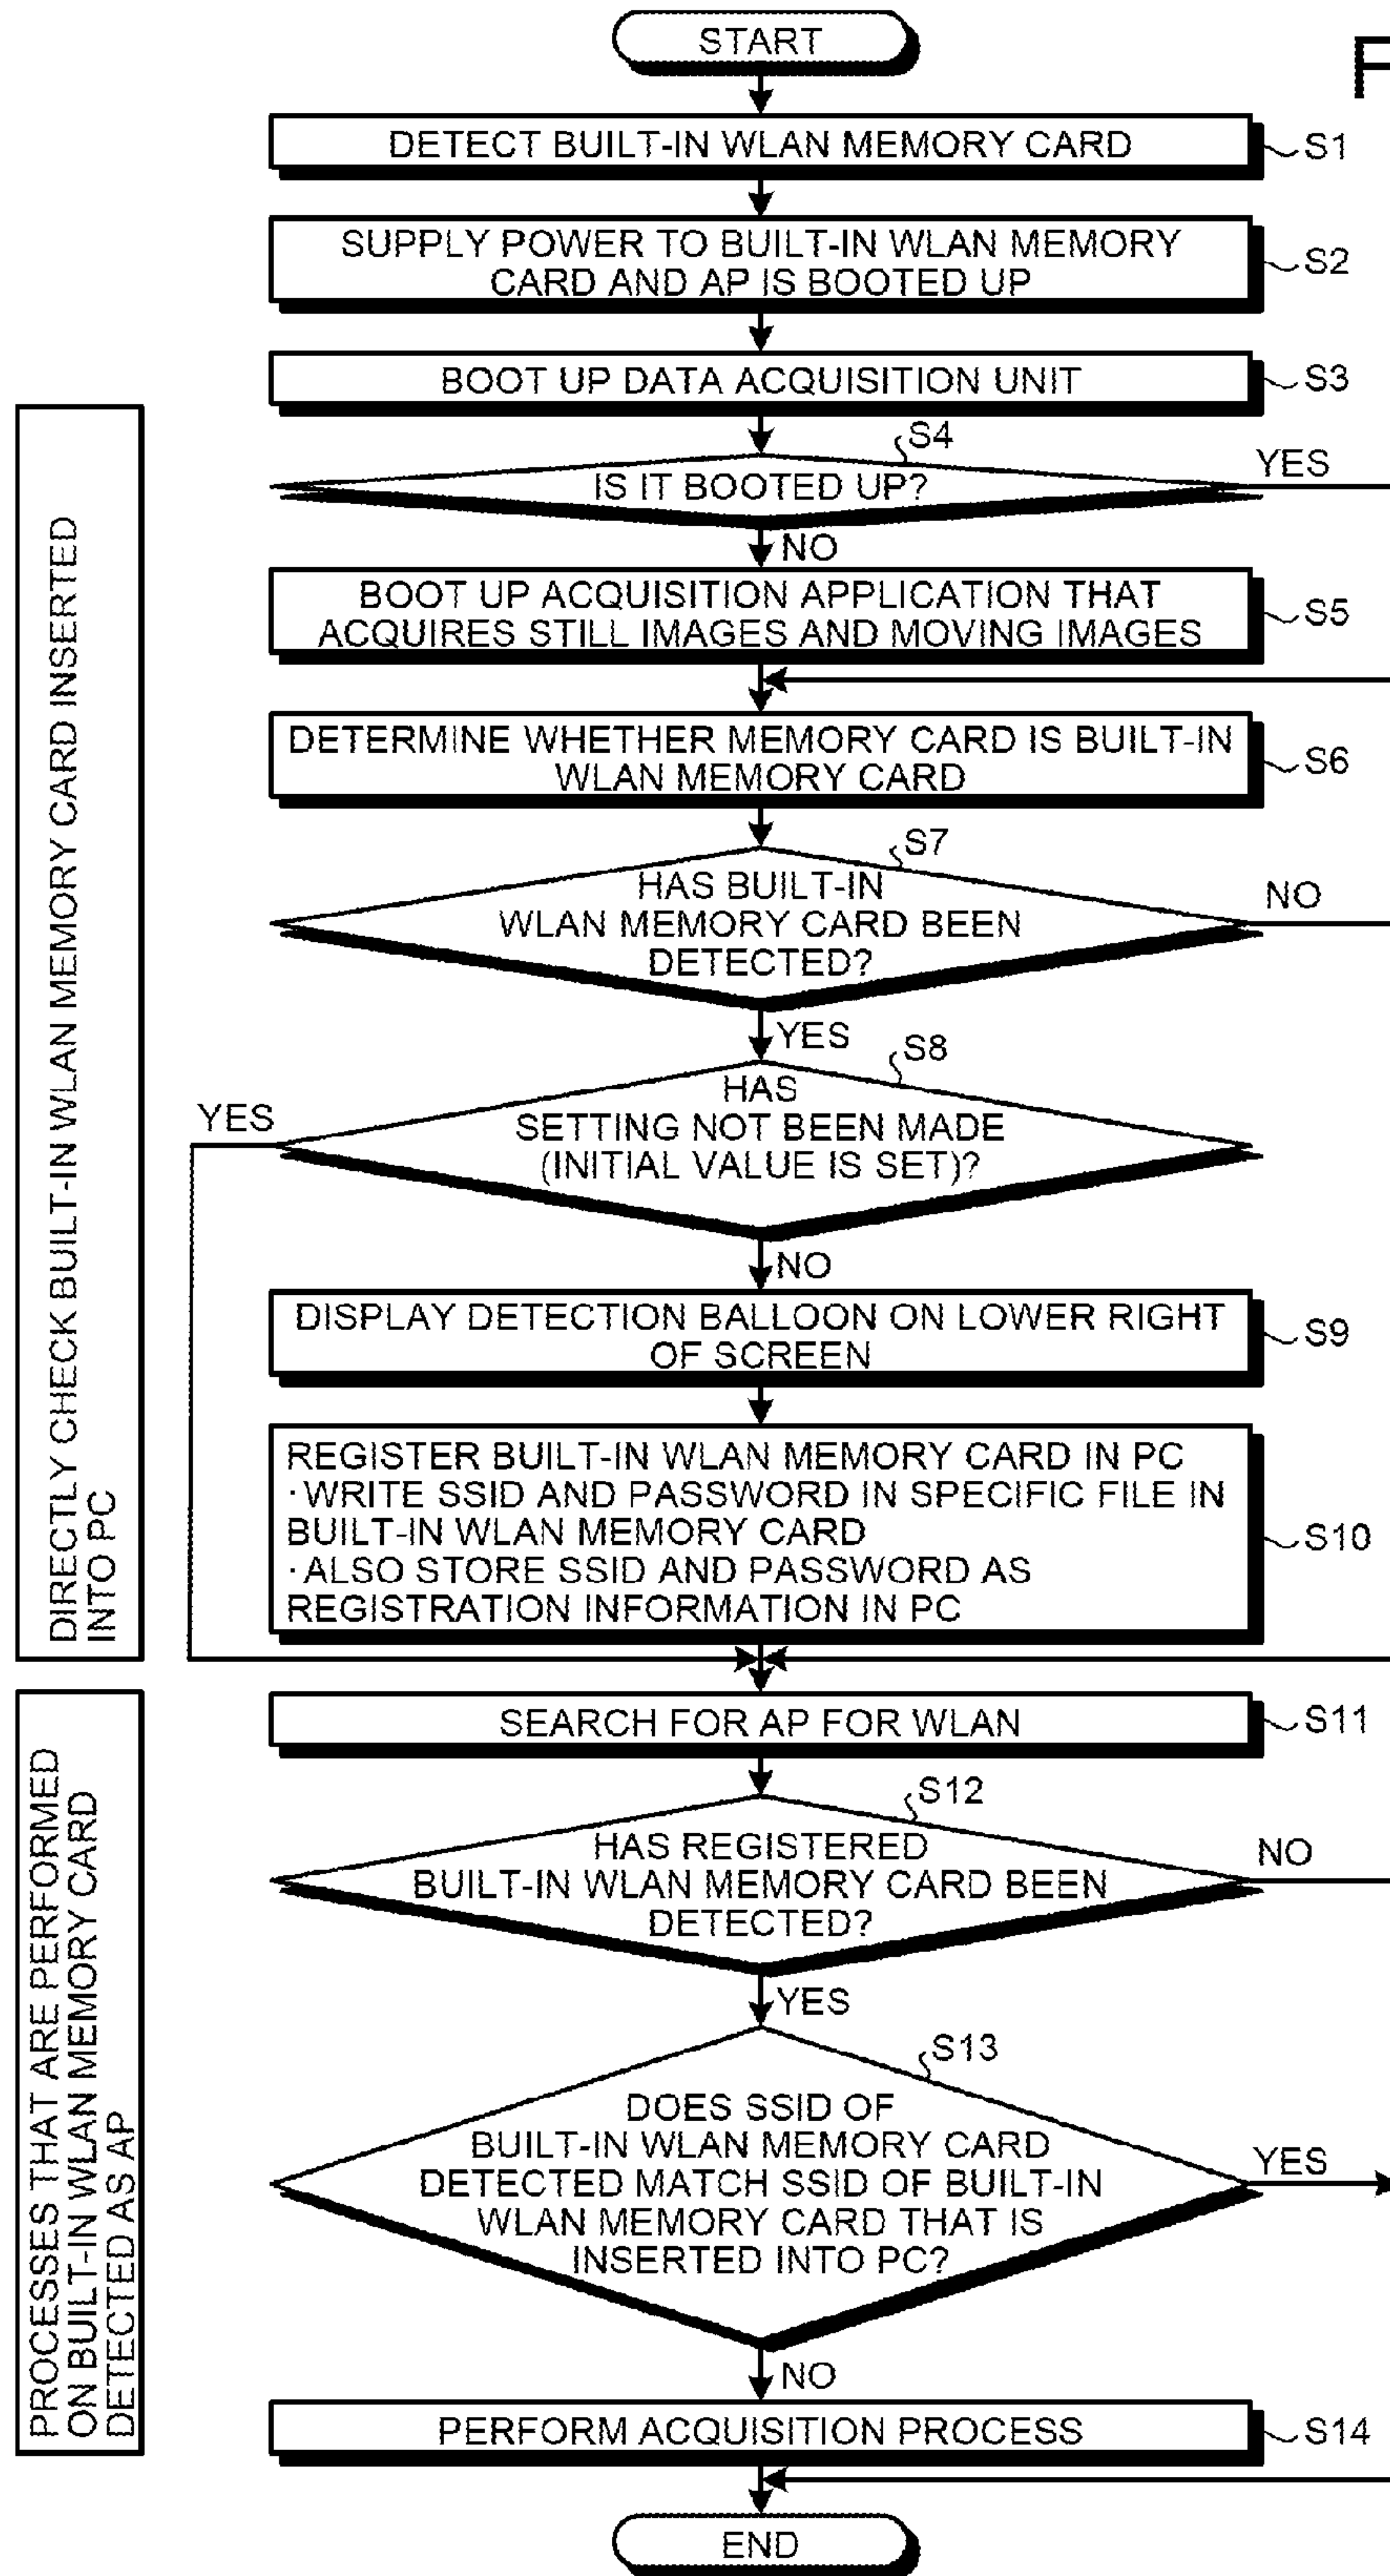 START
F
DETECT BUILT-IN WLAN MEMORY CARD
S1
SUPPLY POWER TO BUILT-IN WLAN MEMORY
CARD AND AP IS BOOTED UP
S2
BOOT UP DATA ACQUISITION UNIT
S3
S4
IS IT BOOTED UP?
YES
NO
BOOT UP ACQUISITION APPLICATION THAT
ACQUIRES STILL IMAGES AND MOVING IMAGES
S5
DETERMINE WHETHER MEMORY CARD IS BUILT-IN
WLAN MEMORY CARD
S6
S7
HAS BUILT-IN
WLAN MEMORY CARD BEEN
DETECTED?
NO
YES
S8
HAS
SETTING NOT BEEN MADE
(INITIAL VALUE IS SET)?
YES
NO
DISPLAY DETECTION BALLOON ON LOWER RIGHT
OF SCREEN
S9
REGISTER BUILT-IN WLAN MEMORY CARD IN PC
·WRITE SSID AND PASSWORD IN SPECIFIC FILE IN
BUILT-IN WLAN MEMORY CARD
·ALSO STORE SSID AND PASSWORD AS
REGISTRATION INFORMATION IN PC
S10
DIRECTLY CHECK BUILT-IN WLAN MEMORY CARD INSERTED
INTO PC
SEARCH FOR AP FOR WLAN
S11
S12
HAS REGISTERED
BUILT-IN WLAN MEMORY CARD BEEN
DETECTED?
NO
YES
S13
DOES SSID OF
BUILT-IN WLAN MEMORY CARD
DETECTED MATCH SSID OF BUILT-IN
WLAN MEMORY CARD THAT IS
INSERTED INTO PC?
YES
NO
PERFORM ACQUISITION PROCESS
S14
PROCESSES THAT ARE PERFORMED
ON BUILT-IN WLAN MEMORY CARD
DETECTED AS AP
END